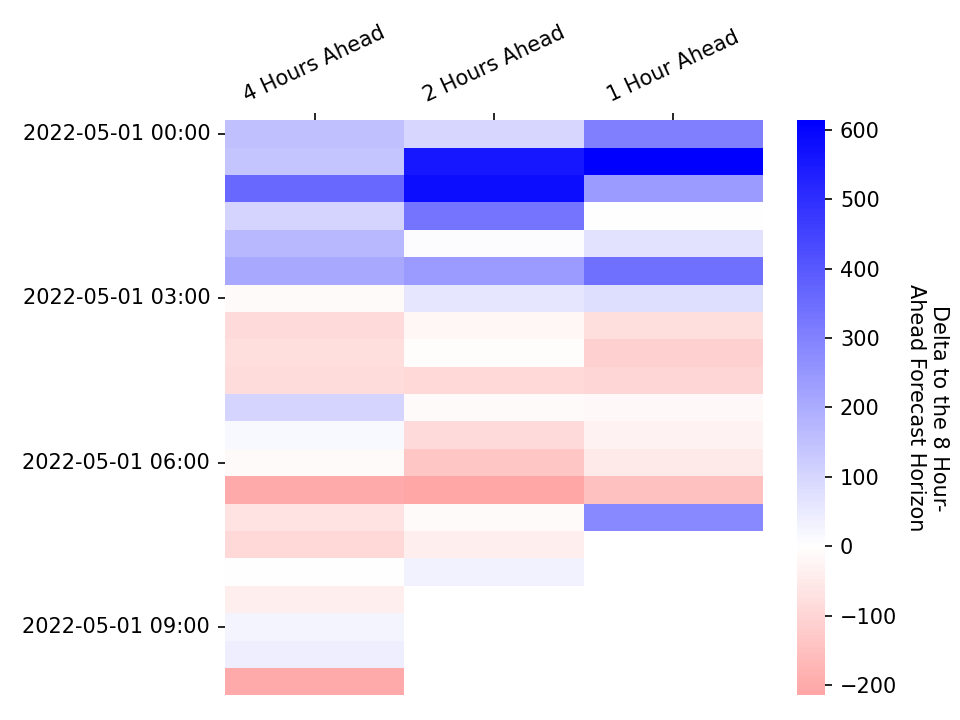 4 Hours Ahead
2 Hours Ahead
1 Hour Ahead
2022-05-01 00:00
2022-05-01 03:00
2022-05-01 06:00
2022-05-01 09:00
600
500
400
300
200
100
0
−100
−200
Delta to the 8 Hour-
Ahead Forecast Horizon